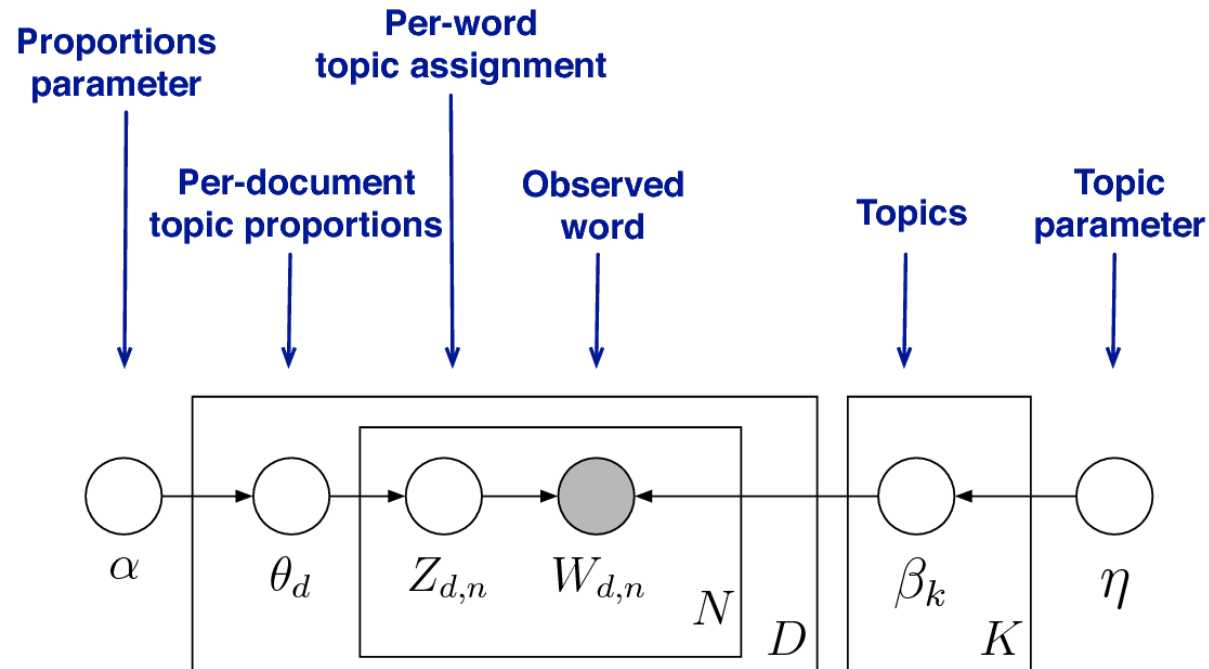 Proportions
parameter
Per-word
topic assignment
Per-document
topic proportions
Observed
word
Topics
Topic
parameter
α
θ_d
Z_{d,n}
W_{d,n}
N
D
β_k
K
η